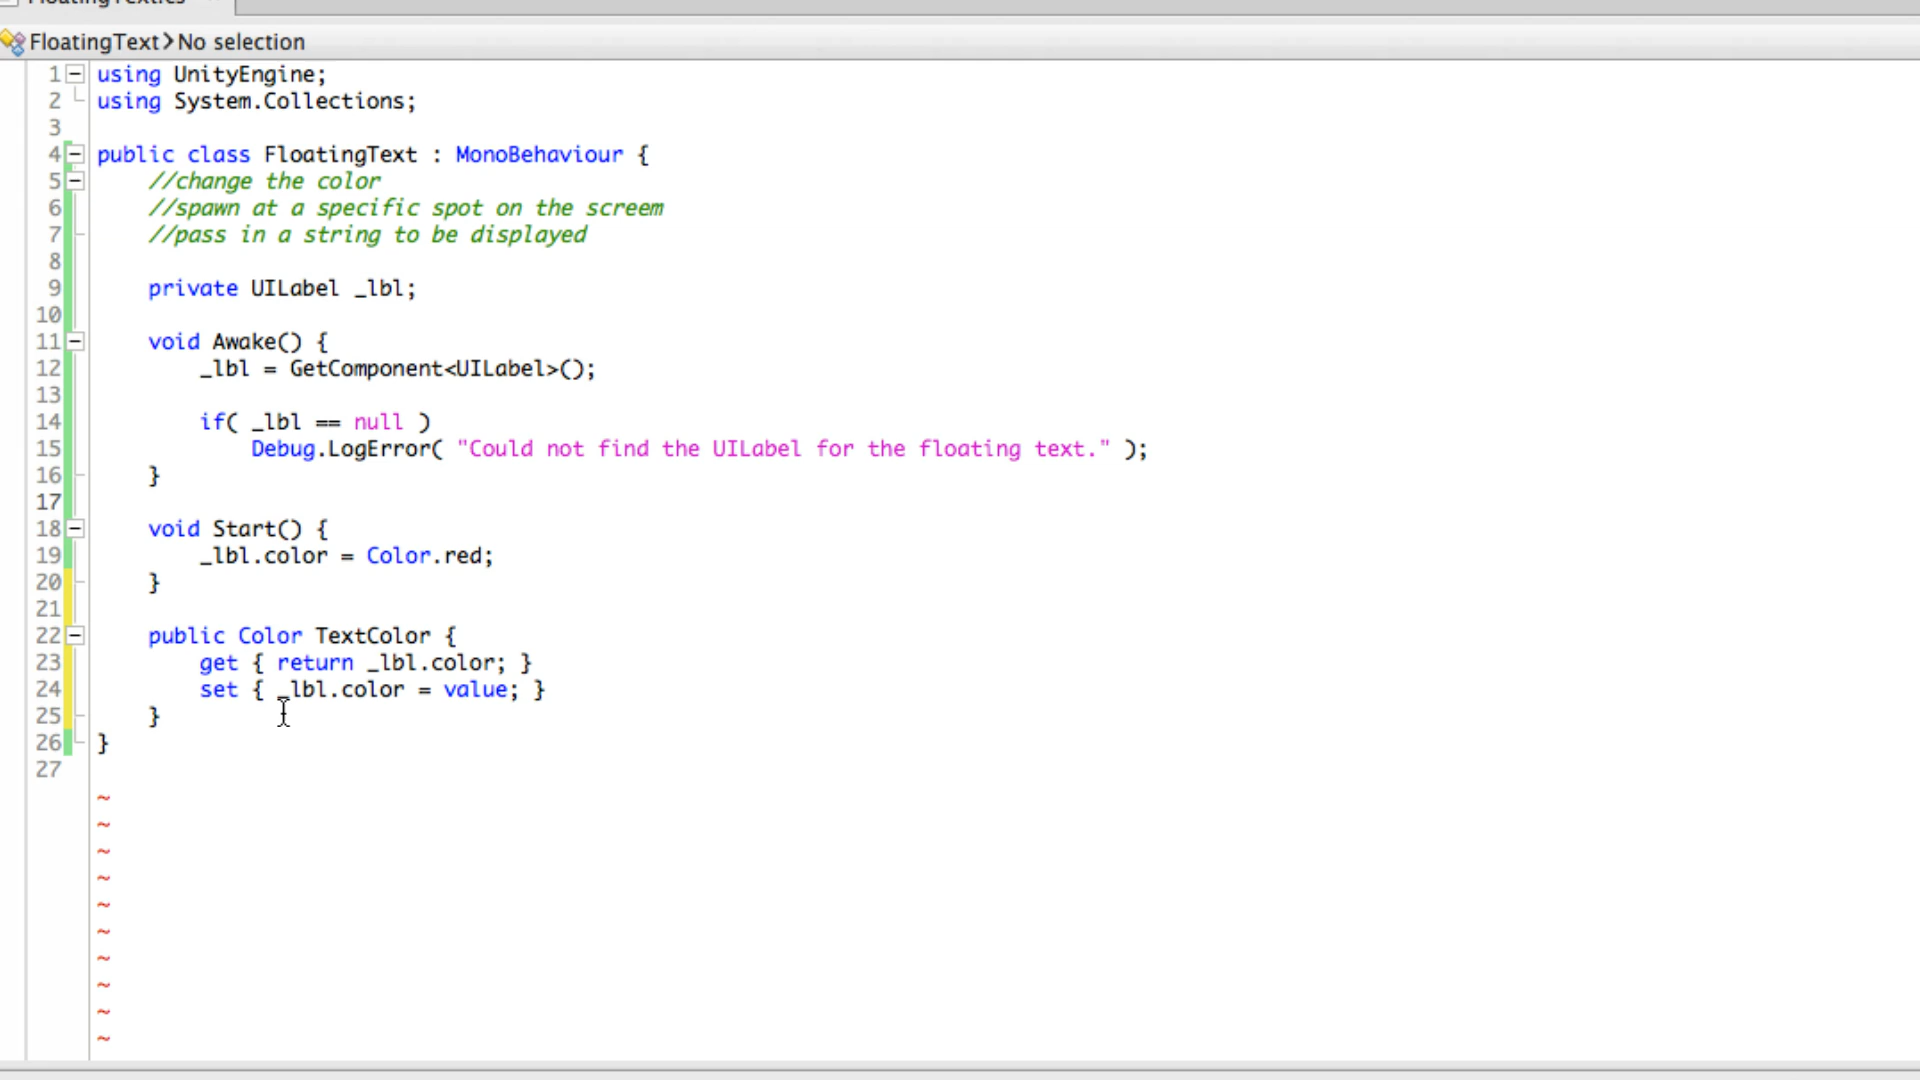 FloatingText>No selection
1 using UnityEngine;
2 using System.Collections;
3
4 public class FloatingText : MonoBehaviour {
5 //change the color
6 //spawn at a specific spot on the screem
7 //pass in a string to be displayed
8
9 private UILabel _lbl;
10
11 void Awake() {
12 _lbl = GetComponent<UILabel>();
13
14 if( _lbl == null )
15 Debug.LogError( "Could not find the UILabel for the floating text." );
16 }
17
18 void Start() {
19 _lbl.color = Color.red;
20 }
21
22 public Color TextColor {
23 get { return _lbl.color; }
24 set { _lbl.color = value; }
25 }
26 }
27
~
~
~
~
~
~
~
~
~
~